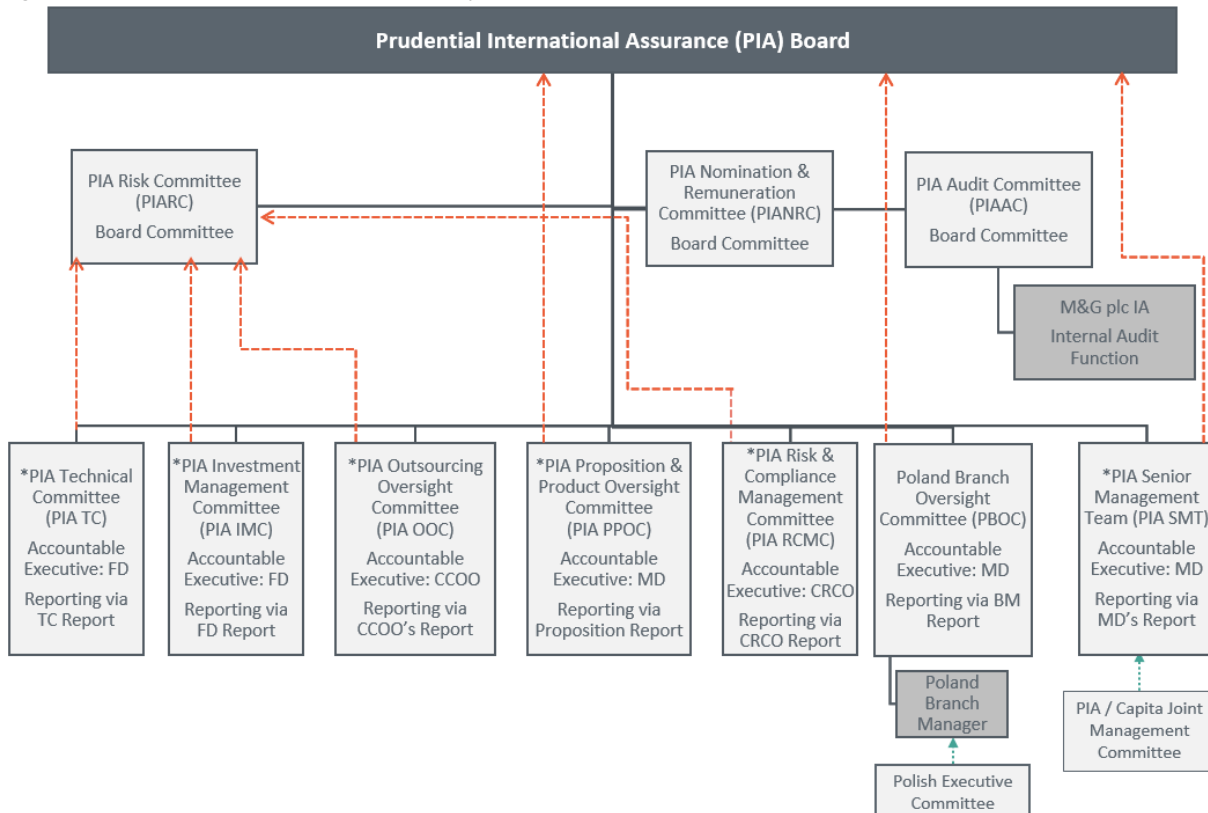 Prudential International Assurance (PIA) Board
PIA Risk Committee
(PIARC)
Board Committee
PIA Nomination &
Remuneration
Committee (PIANRC)
Board Committee
PIA Audit Committee
(PIAAC)
Board Committee
M&G plc IA
Internal Audit
Function
*PIA Technical
Committee
(PIA TC)
Accountable
Executive: FD
Reporting via
TC Report
*PIA Investment
Management
Committee
(PIA IMC)
Accountable
Executive: FD
Reporting via
FD Report
*PIA Outsourcing
Oversight
Committee
(PIA OOC)
Accountable
Executive: CCOO
Reporting via
CCOO’s Report
*PIA Proposition &
Product Oversight
Committee
(PIA PPOC)
Accountable
Executive: MD
Reporting via
Proposition Report
*PIA Risk &
Compliance
Management
Committee
(PIA RCMC)
Accountable
Executive: CRCO
Reporting via
CRCO Report
Poland Branch
Oversight
Committee (PBOC)
Accountable
Executive: MD
Reporting via BM
Report
*PIA Senior
Management
Team (PIA SMT)
Accountable
Executive: MD
Reporting via
MD’s Report
Poland
Branch
Manager
PIA / Capita Joint
Management
Committee
Polish Executive
Committee